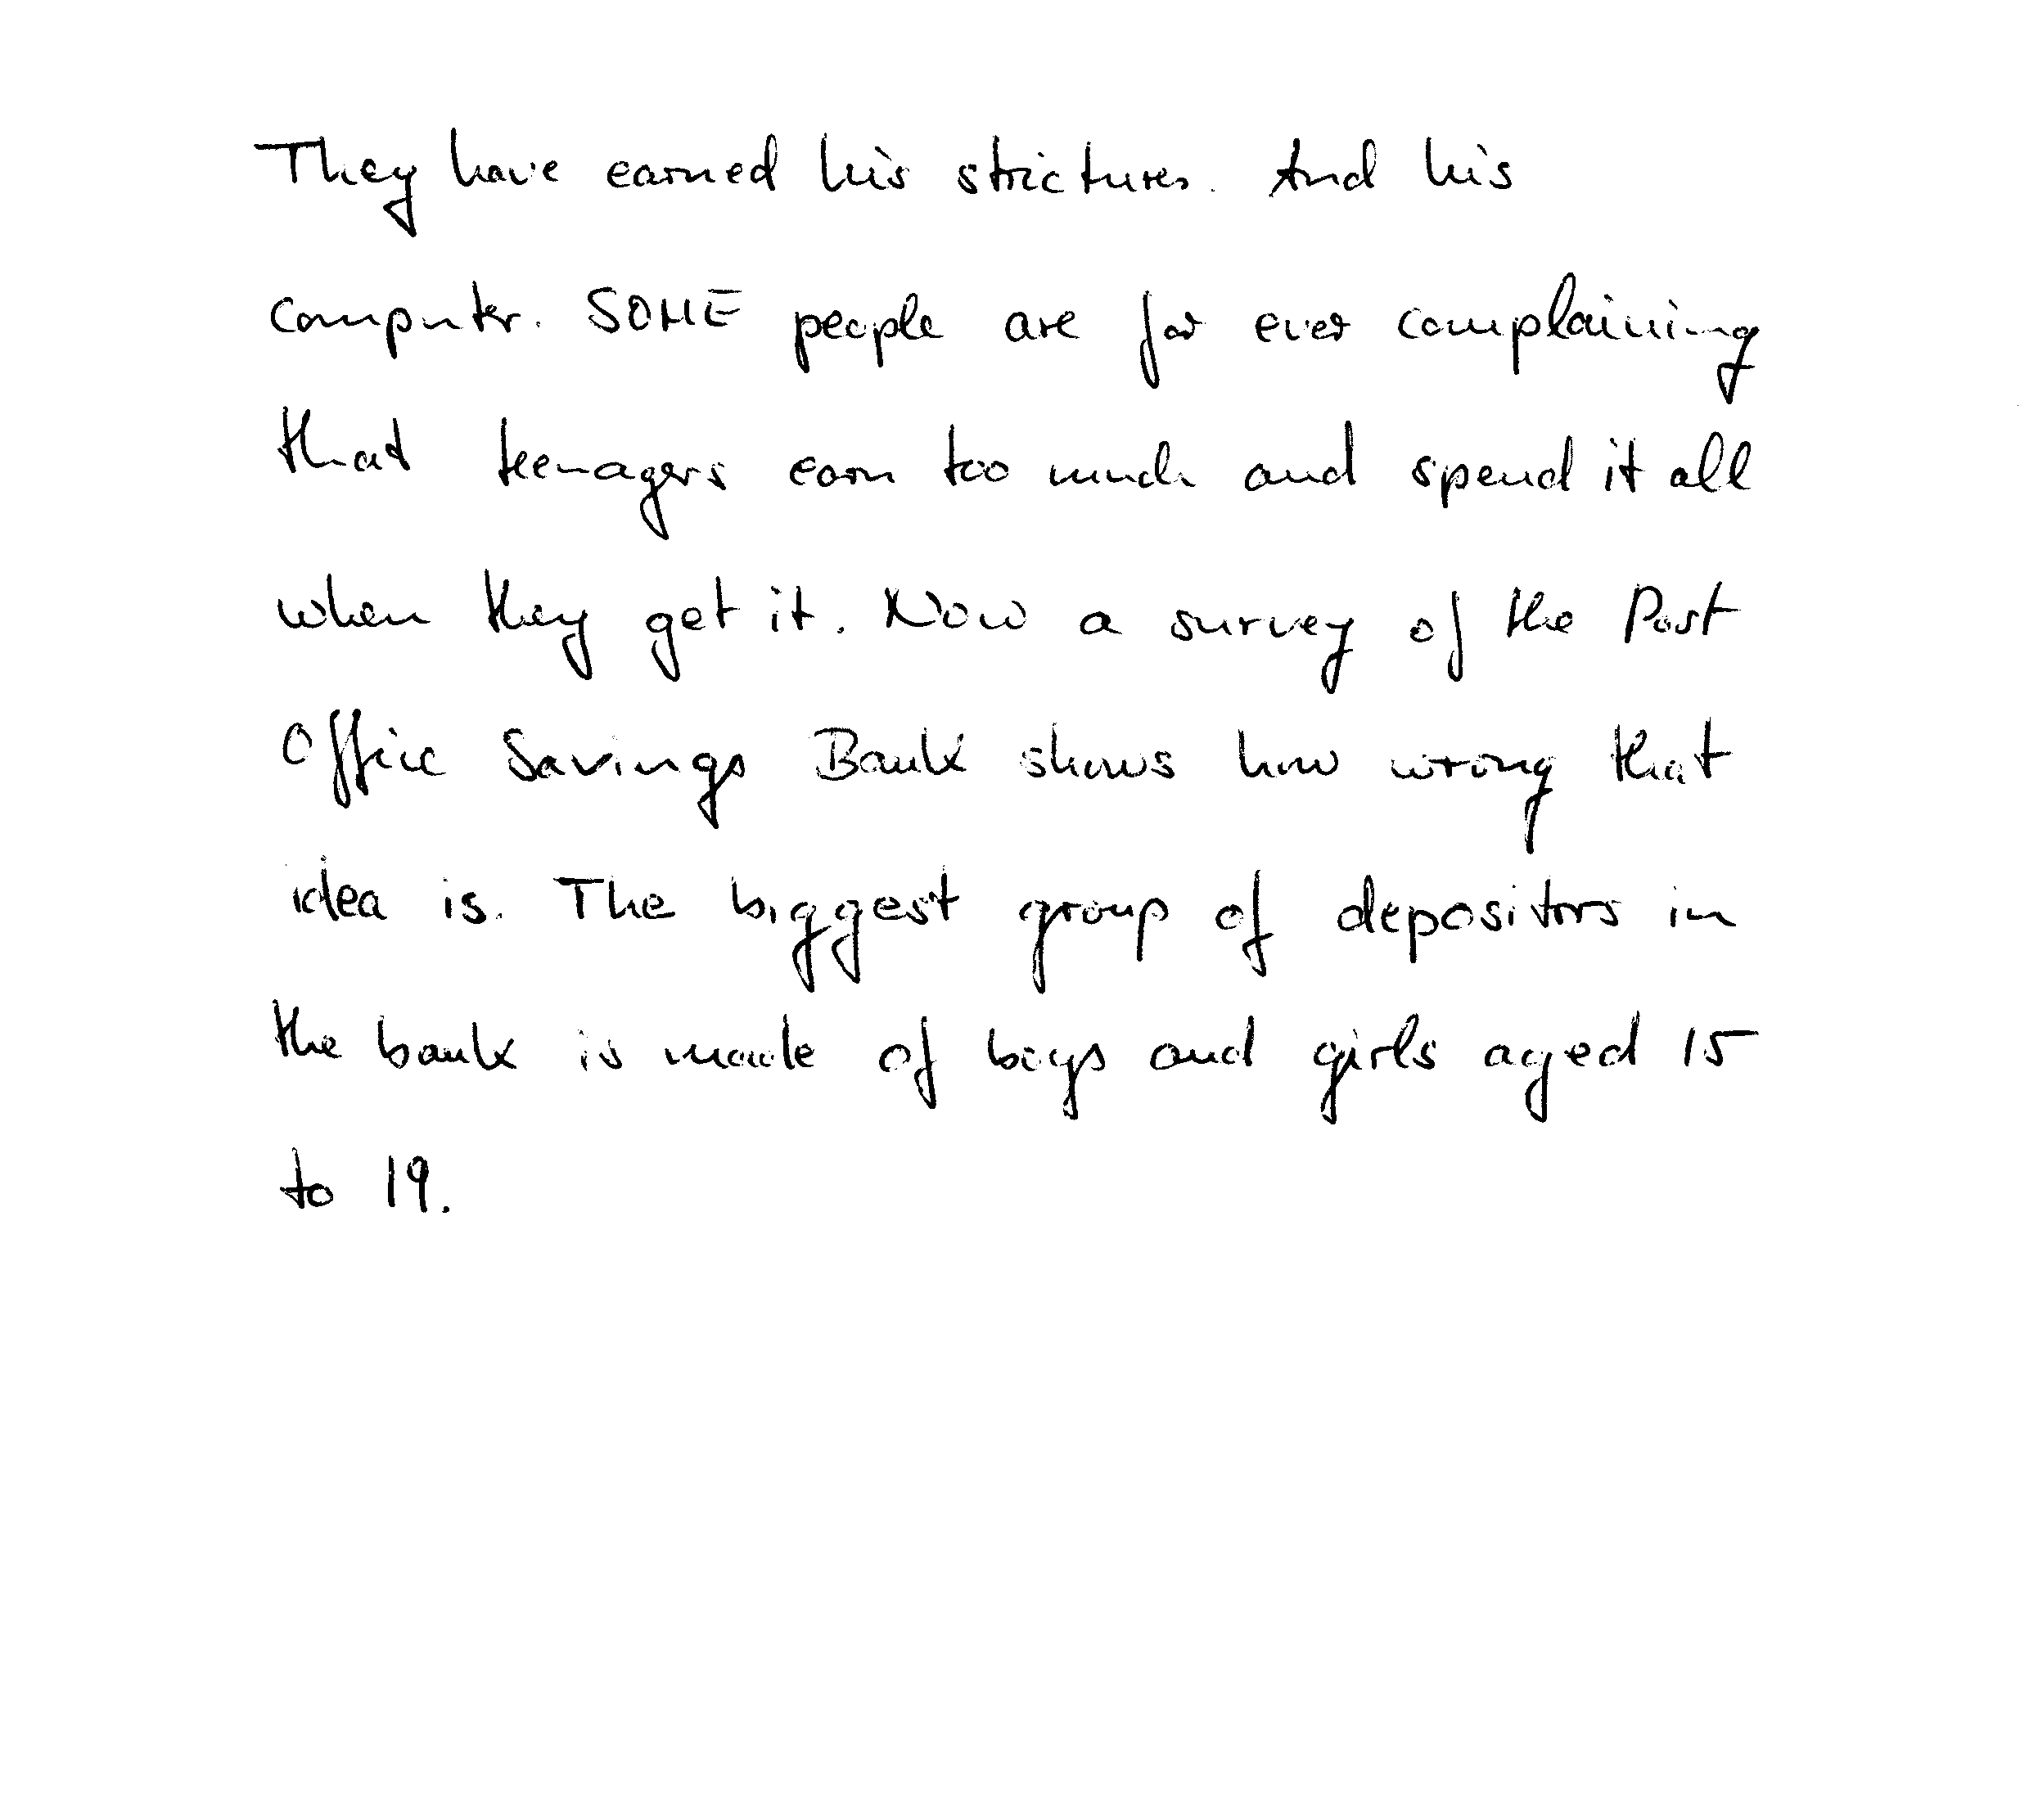 They have earned his strictures. And his
computer. SOME people are for ever complaining
that teenagers earn too much and spend it all
when they get it. Now a survey of the Post
Office Savings Bank shows how wrong that
idea is. The biggest group of depositors in
the bank is made of boys and girls aged 15
to 19.